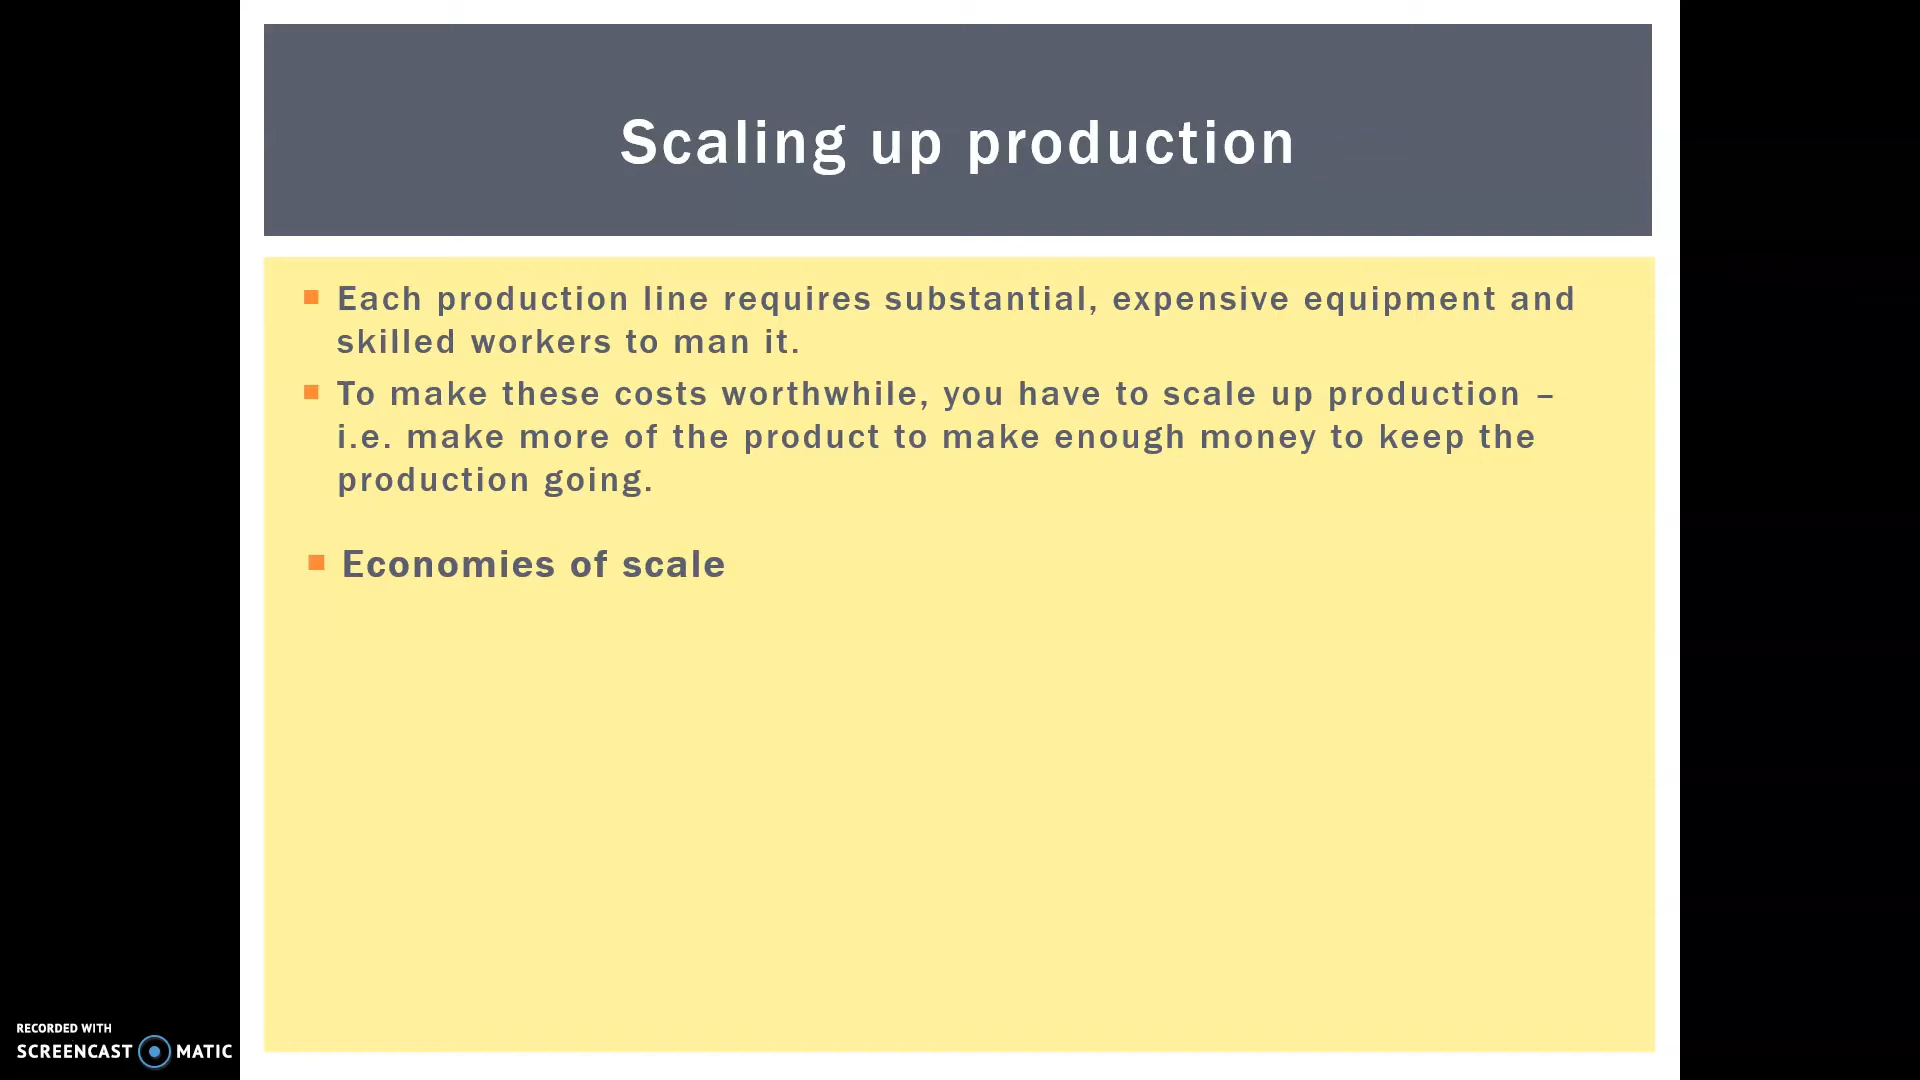 Scaling up production
Each production line requires substantial, expensive equipment and
skilled workers to man it.
To make these costs worthwhile, you have to scale up production –
i.e. make more of the product to make enough money to keep the
production going.
Economies of scale
RECORDED WITH
SCREENCAST MATIC